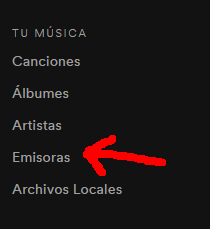 TU MÚSICA
Canciones
Álbumes
Artistas
Emisoras
Archivos Locales